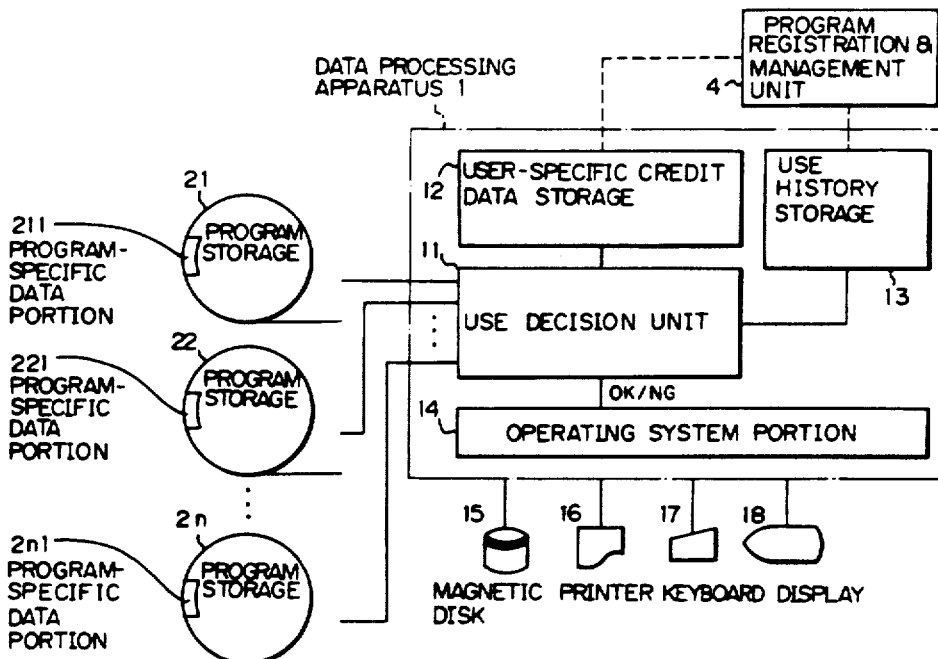 PROGRAM
REGISTRATION &
MANAGEMENT
UNIT
4
DATA PROCESSING
APPARATUS 1
12
USER-SPECIFIC CREDIT
DATA STORAGE
USE
HISTORY
STORAGE
13
21
PROGRAM
STORAGE
211
PROGRAM-
SPECIFIC
DATA
PORTION
11
USE DECISION UNIT
22
PROGRAM
STORAGE
221
PROGRAM-
SPECIFIC
DATA
PORTION
OK/NG
14
OPERATING SYSTEM PORTION
2n
PROGRAM
STORAGE
2n1
PROGRAM-
SPECIFIC
DATA
PORTION
15
16
17
18
MAGNETIC
DISK
PRINTER
KEYBOARD
DISPLAY